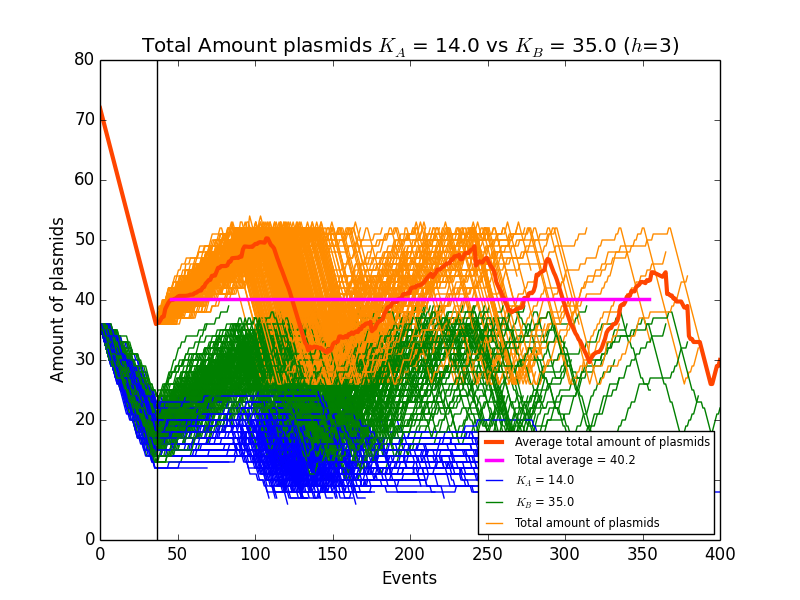 Total Amount plasmids K_A = 14.0 vs K_B = 35.0 (h=3)
80
70
60
50
40
30
20
10
0
Amount of plasmids
0 50 100 150 200 250 300 350 400
Events
Average total amount of plasmids
Total average = 40.2
K_A = 14.0
K_B = 35.0
Total amount of plasmids